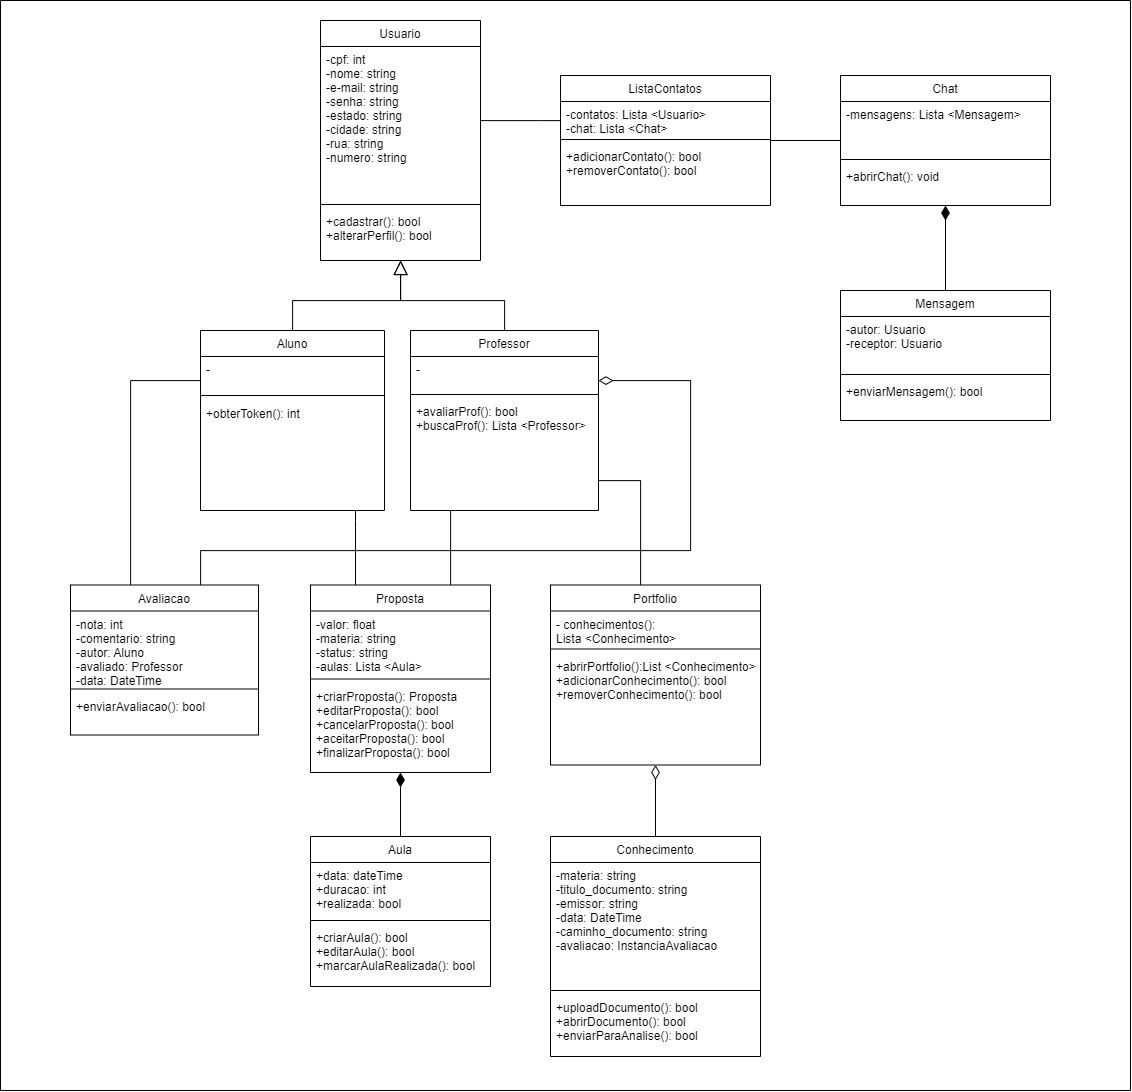 Usuario
-cpf: int
-nome: string
-e-mail: string
-senha: string
-estado: string
-cidade: string
-rua: string
-numero: string
+cadastrar(): bool
+alterarPerfil(): bool
ListaContatos
-contatos: Lista <Usuario>
-chat: Lista <Chat>
+adicionarContato(): bool
+removerContato(): bool
Chat
-mensagens: Lista <Mensagem>
+abrirChat(): void
Mensagem
-autor: Usuario
-receptor: Usuario
+enviarMensagem(): bool
Aluno
-
+obterToken(): int
Professor
-
+avaliarProf(): bool
+buscaProf(): Lista <Professor>
Avaliacao
-nota: int
-comentario: string
-autor: Aluno
-avaliado: Professor
-data: DateTime
+enviarAvaliacao(): bool
Proposta
-valor: float
-materia: string
-status: string
-aulas: Lista <Aula>
+criarProposta(): Proposta
+editarProposta(): bool
+cancelarProposta(): bool
+aceitarProposta(): bool
+finalizarProposta(): bool
Portfolio
- conhecimentos():
Lista <Conhecimento>
+abrirPortfolio():List <Conhecimento>
+adicionarConhecimento(): bool
+removerConhecimento(): bool
Aula
+data: dateTime
+duracao: int
+realizada: bool
+criarAula(): bool
+editarAula(): bool
+marcarAulaRealizada(): bool
Conhecimento
-materia: string
-titulo_documento: string
-emissor: string
-data: DateTime
-caminho_documento: string
-avaliacao: InstanciaAvaliacao
+uploadDocumento(): bool
+abrirDocumento(): bool
+enviarParaAnalise(): bool